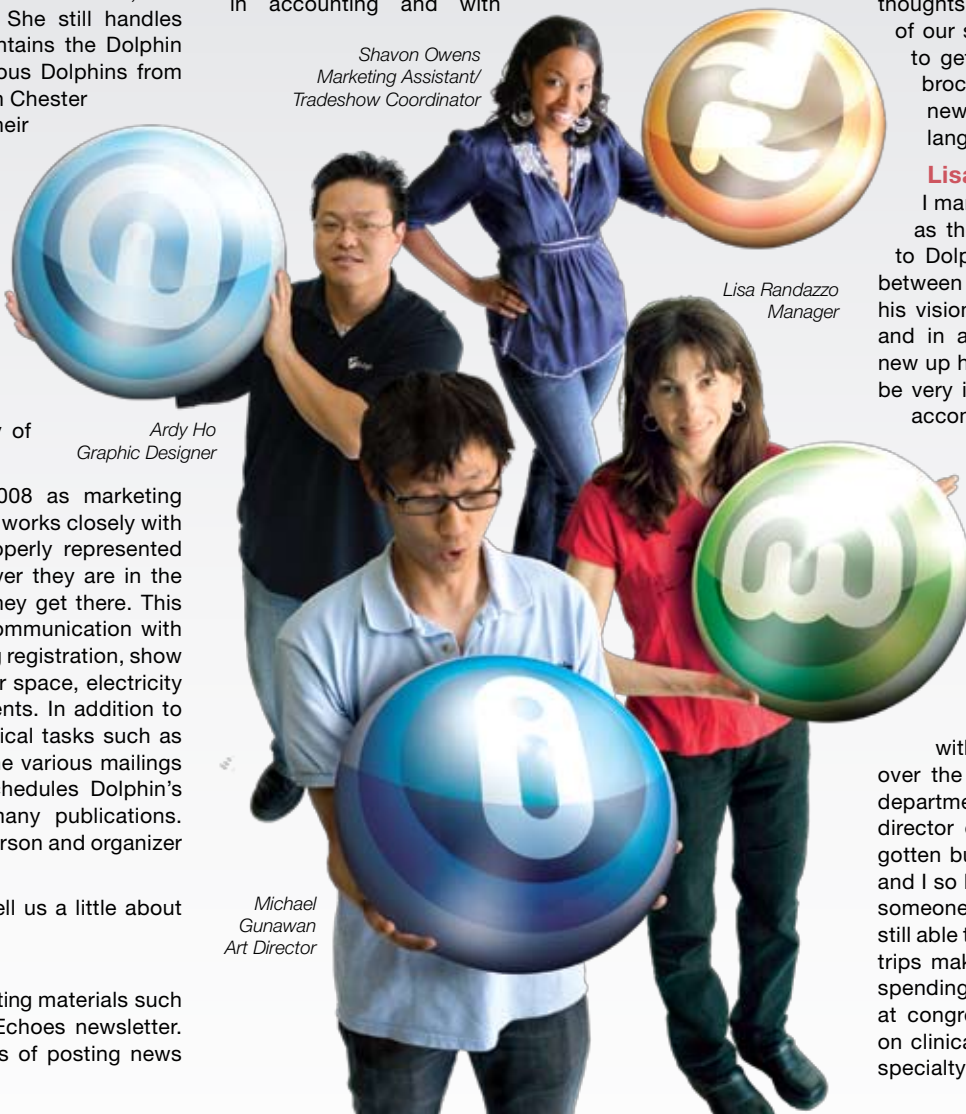 She still handles
ntains the Dolphin
ous Dolphins from
n Chester
heir
y of
008 as marketing
works closely with
operly represented
ver they are in the
hey get there. This
ommunication with
g registration, show
r space, electricity
ents. In addition to
ical tasks such as
he various mailings
chedules Dolphin's
many publications.
erson and organizer
ell us a little about
ting materials such
Echoes newsletter.
s of posting news
in accounting and with
Shavon Owens
Marketing Assistant/
Tradeshow Coordinator
Ardy Ho
Graphic Designer
Lisa Randazzo
Manager
Michael
Gunawan
Art Director
i
thoughts
of our s
to get
broc
new
lang
Lisa
I ma
as th
to Dolp
between
his vision
and in a
new up h
be very i
accon
with
over the
departme
director
gotten bu
and I so
someone
still able t
trips mak
spending
at congre
on clinica
specialty